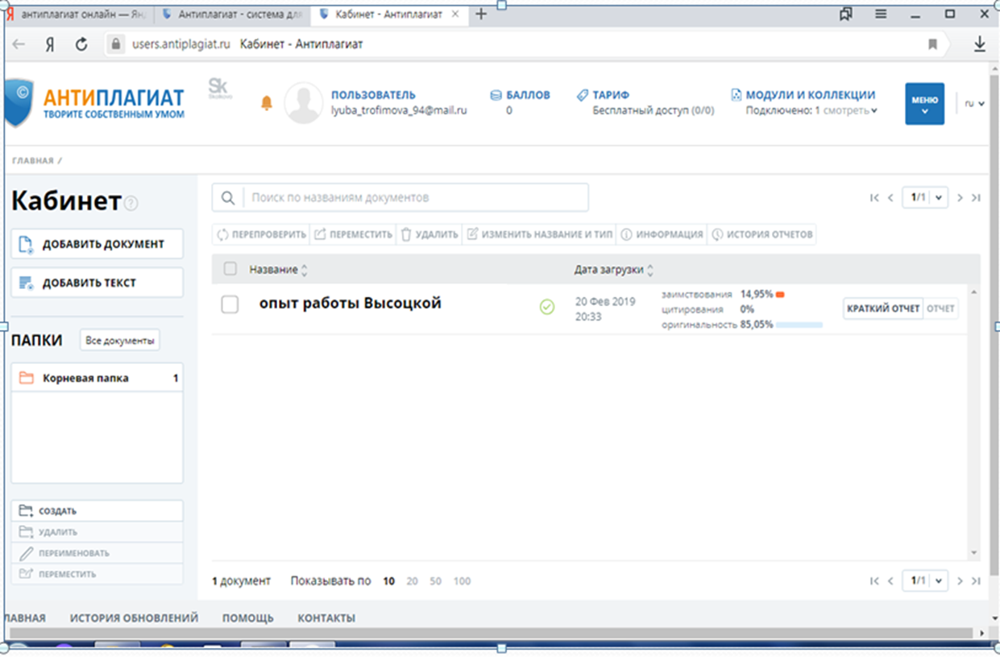 Я антиплагиат онлайн — Ян
Антиплагиат - система для
Кабинет - Антиплагиат
Я
users.antiplagiat.ru Кабинет - Антиплагиат
АНТИПЛАГИАТ
ТВОРИТЕ СОБСТВЕННЫМ УМОМ
Sk
ПОЛЬЗОВАТЕЛЬ
lyuba_trofimova_94@mail.ru
БАЛЛОВ
0
ТАРИФ
Бесплатный доступ (0/0)
МОДУЛИ И КОЛЛЕКЦИИ
Подключено: 1 смотреть
МЕНЮ
ru
ГЛАВНАЯ /
Кабинет
ДОБАВИТЬ ДОКУМЕНТ
ДОБАВИТЬ ТЕКСТ
ПАПКИ Все документы
Корневая папка 1
СОЗДАТЬ
УДАЛИТЬ
ПЕРЕИМЕНОВАТЬ
ПЕРЕМЕСТИТЬ
Поиск по названиям документов
1/1
ПЕРЕПРОВЕРИТЬ ПЕРЕМЕСТИТЬ УДАЛИТЬ ИЗМЕНИТЬ НАЗВАНИЕ И ТИП ИНФОРМАЦИЯ ИСТОРИЯ ОТЧЕТОВ
Название Дата загрузки
опыт работы Высоцкой
20 Фев 2019
20:33
заимствования 14,95%
цитирования 0%
оригинальность 85,05%
КРАТКИЙ ОТЧЕТ ОТЧЕТ
1 документ Показывать по 10 20 50 100
1/1
ЛАВНАЯ ИСТОРИЯ ОБНОВЛЕНИЙ ПОМОЩЬ КОНТАКТЫ